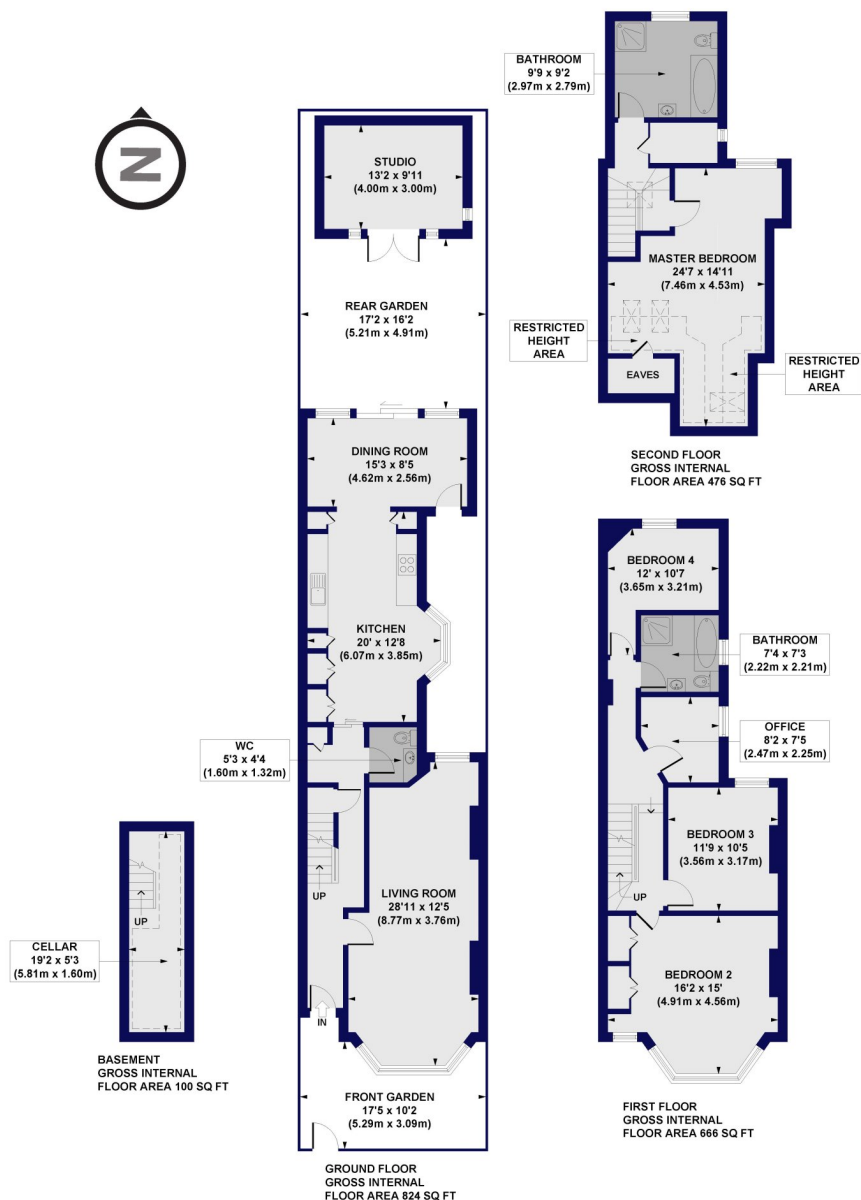 N
STUDIO
13'2 x 9'11
(4.00m x 3.00m)
REAR GARDEN
17'2 x 16'2
(5.21m x 4.91m)
DINING ROOM
15'3 x 8'5
(4.62m x 2.56m)
KITCHEN
20' x 12'8
(6.07m x 3.85m)
WC
5'3 x 4'4
(1.60m x 1.32m)
UP
LIVING ROOM
28'11 x 12'5
(8.77m x 3.76m)
IN
FRONT GARDEN
17'5 x 10'2
(5.29m x 3.09m)
GROUND FLOOR
GROSS INTERNAL
FLOOR AREA 824 SQ FT
UP
CELLAR
19'2 x 5'3
(5.81m x 1.60m)
BASEMENT
GROSS INTERNAL
FLOOR AREA 100 SQ FT
BATHROOM
9'9 x 9'2
(2.97m x 2.79m)
MASTER BEDROOM
24'7 x 14'11
(7.46m x 4.53m)
RESTRICTED
HEIGHT
AREA
EAVES
RESTRICTED
HEIGHT
AREA
SECOND FLOOR
GROSS INTERNAL
FLOOR AREA 476 SQ FT
BEDROOM 4
12' x 10'7
(3.65m x 3.21m)
BATHROOM
7'4 x 7'3
(2.22m x 2.21m)
OFFICE
8'2 x 7'5
(2.47m x 2.25m)
BEDROOM 3
11'9 x 10'5
(3.56m x 3.17m)
UP
BEDROOM 2
16'2 x 15'
(4.91m x 4.56m)
FIRST FLOOR
GROSS INTERNAL
FLOOR AREA 666 SQ FT